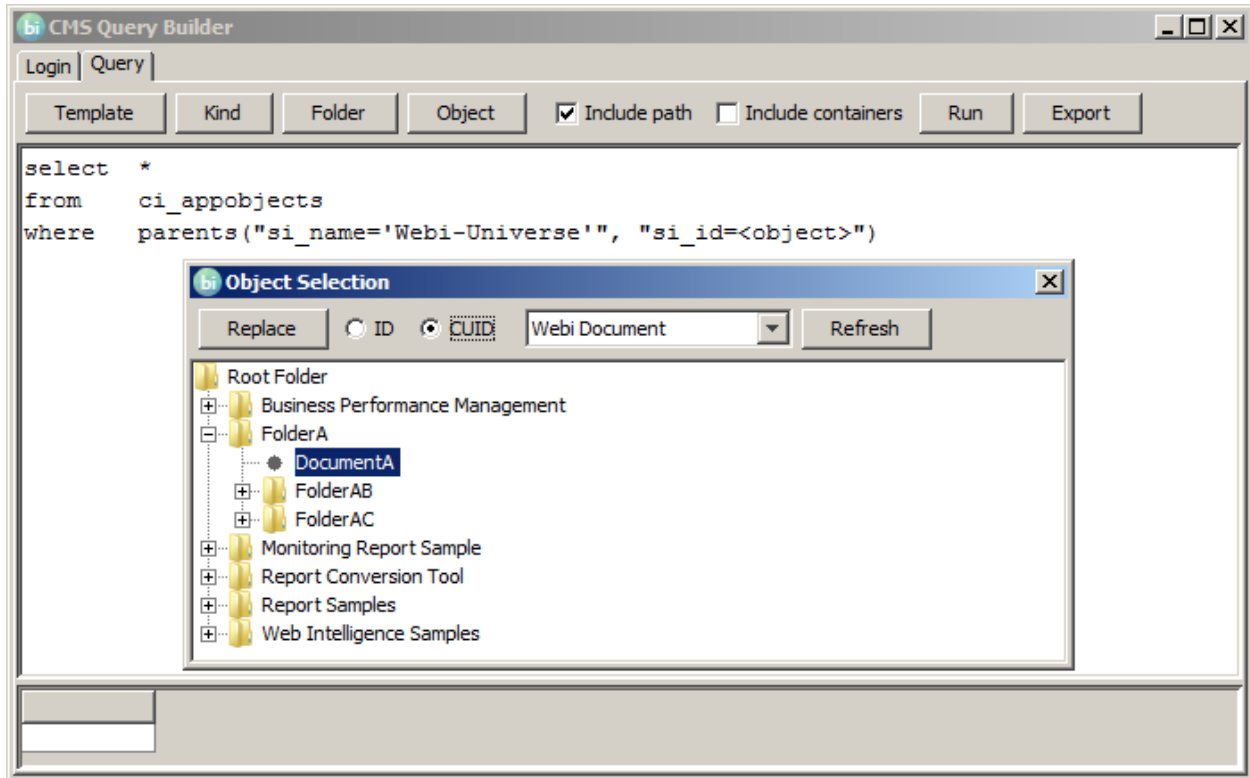 bi CMS Query Builder
Login Query
Template Kind Folder Object Include path Include containers Run Export
select *
from ci_appobjects
where parents("si_name='Webi-Universe'", "si_id=<object>")
bi Object Selection
Replace ID CUID Webi Document Refresh
Root Folder
Business Performance Management
FolderA
DocumentA
FolderAB
FolderAC
Monitoring Report Sample
Report Conversion Tool
Report Samples
Web Intelligence Samples